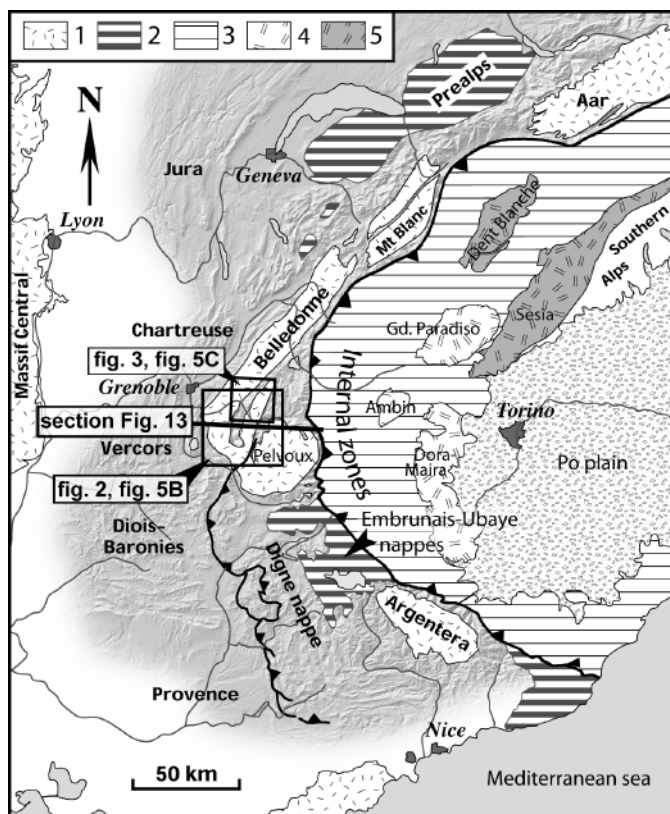 1 2 3 4 5
N
Prealps
Aar
Jura
Geneva
Lyon
Mt Blanc
Dent Blanche
Southern
Alps
Massif Central
Sesia
Belledonne
Chartreuse
Gd. Paradiso
fig. 3, fig. 5C
Grenoble
Internal zones
Ambin
Torino
section Fig. 13
Vercors
Pelvoux
Dora-
Maira
Po plain
fig. 2, fig. 5B
Diois-
Baronies
Embrunais-Ubaye
nappes
Digne nappe
Argentera
Provence
Nice
50 km
Mediterranean sea